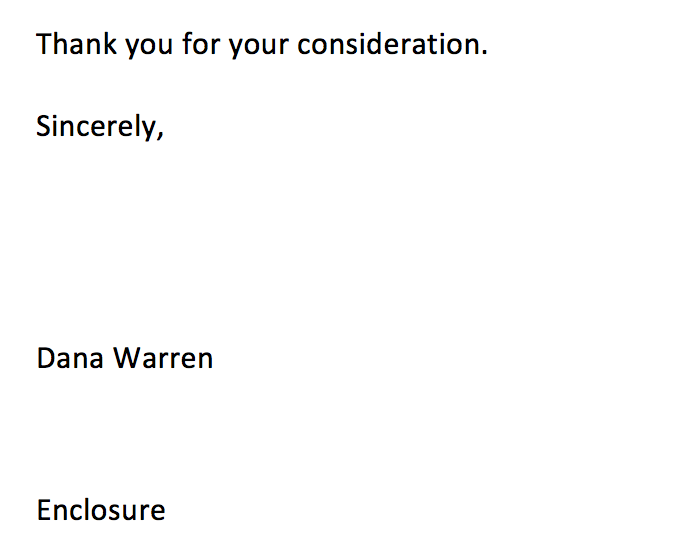 Thank you for your consideration.
Sincerely,
Dana Warren
Enclosure